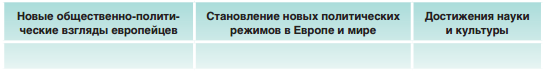 Новые общественно-полити-
ческие взгляды европейцев
Становление новых политических
режимов в Европе и мире
Достижения науки
и культуры